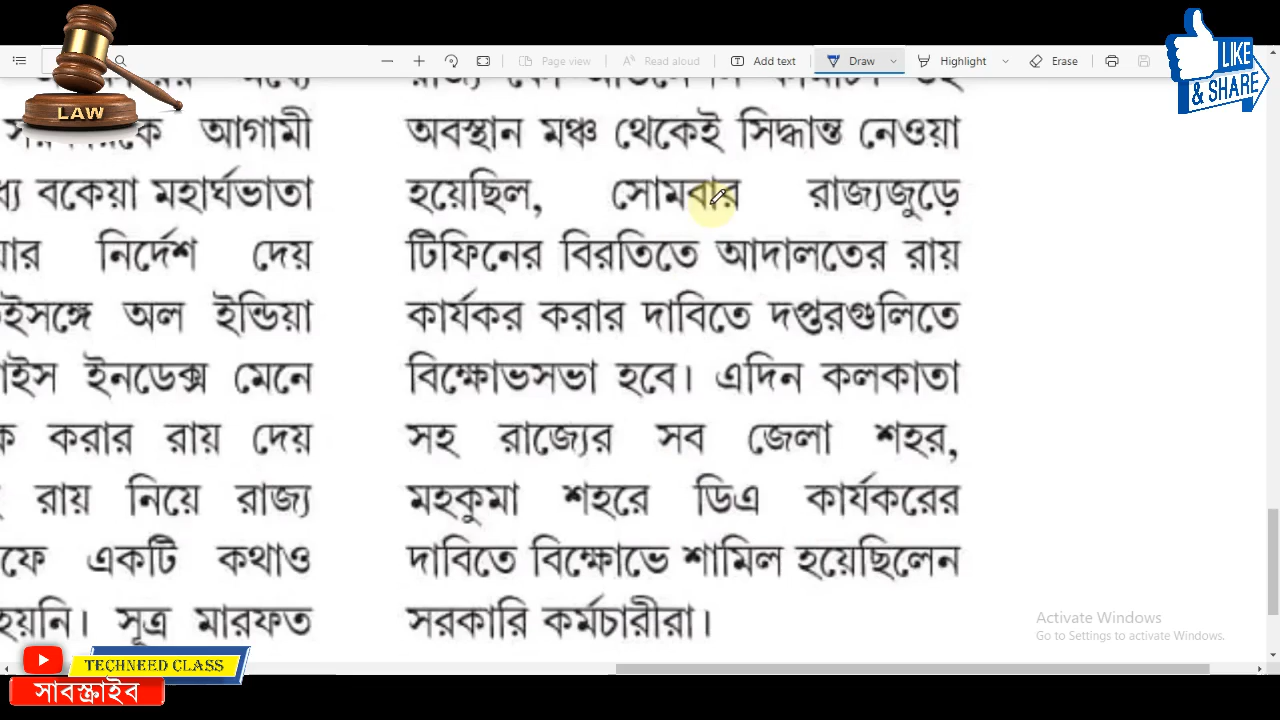 LAW
Page view
Read aloud
Add text
Draw
Highlight
Erase
LIKE
& SHARE
আগামী
বকেয়া মহার্ঘভাতা
নির্দেশ দেয়
অল ইন্ডিয়া
ইনডেক্স মেনে
করার রায় দেয়
রায় নিয়ে রাজ্য
একটি কথাও
হয়নি। সূত্র মারফত
অবস্থান মঞ্চ থেকেই সিদ্ধান্ত নেওয়া
হয়েছিল, সোমবার রাজ্যজুড়ে
টিফিনের বিরতিতে আদালতের রায়
কার্যকর করার দাবিতে দপ্তরগুলিতে
বিক্ষোভসভা হবে। এদিন কলকাতা
সহ রাজ্যের সব জেলা শহর,
মহকুমা শহরে ডিএ কার্যকরের
দাবিতে বিক্ষোভে শামিল হয়েছিলেন
সরকারি কর্মচারীরা।
Activate Windows
Go to Settings to activate Windows.
TECHNEED CLASS
সাবস্ক্রাইব